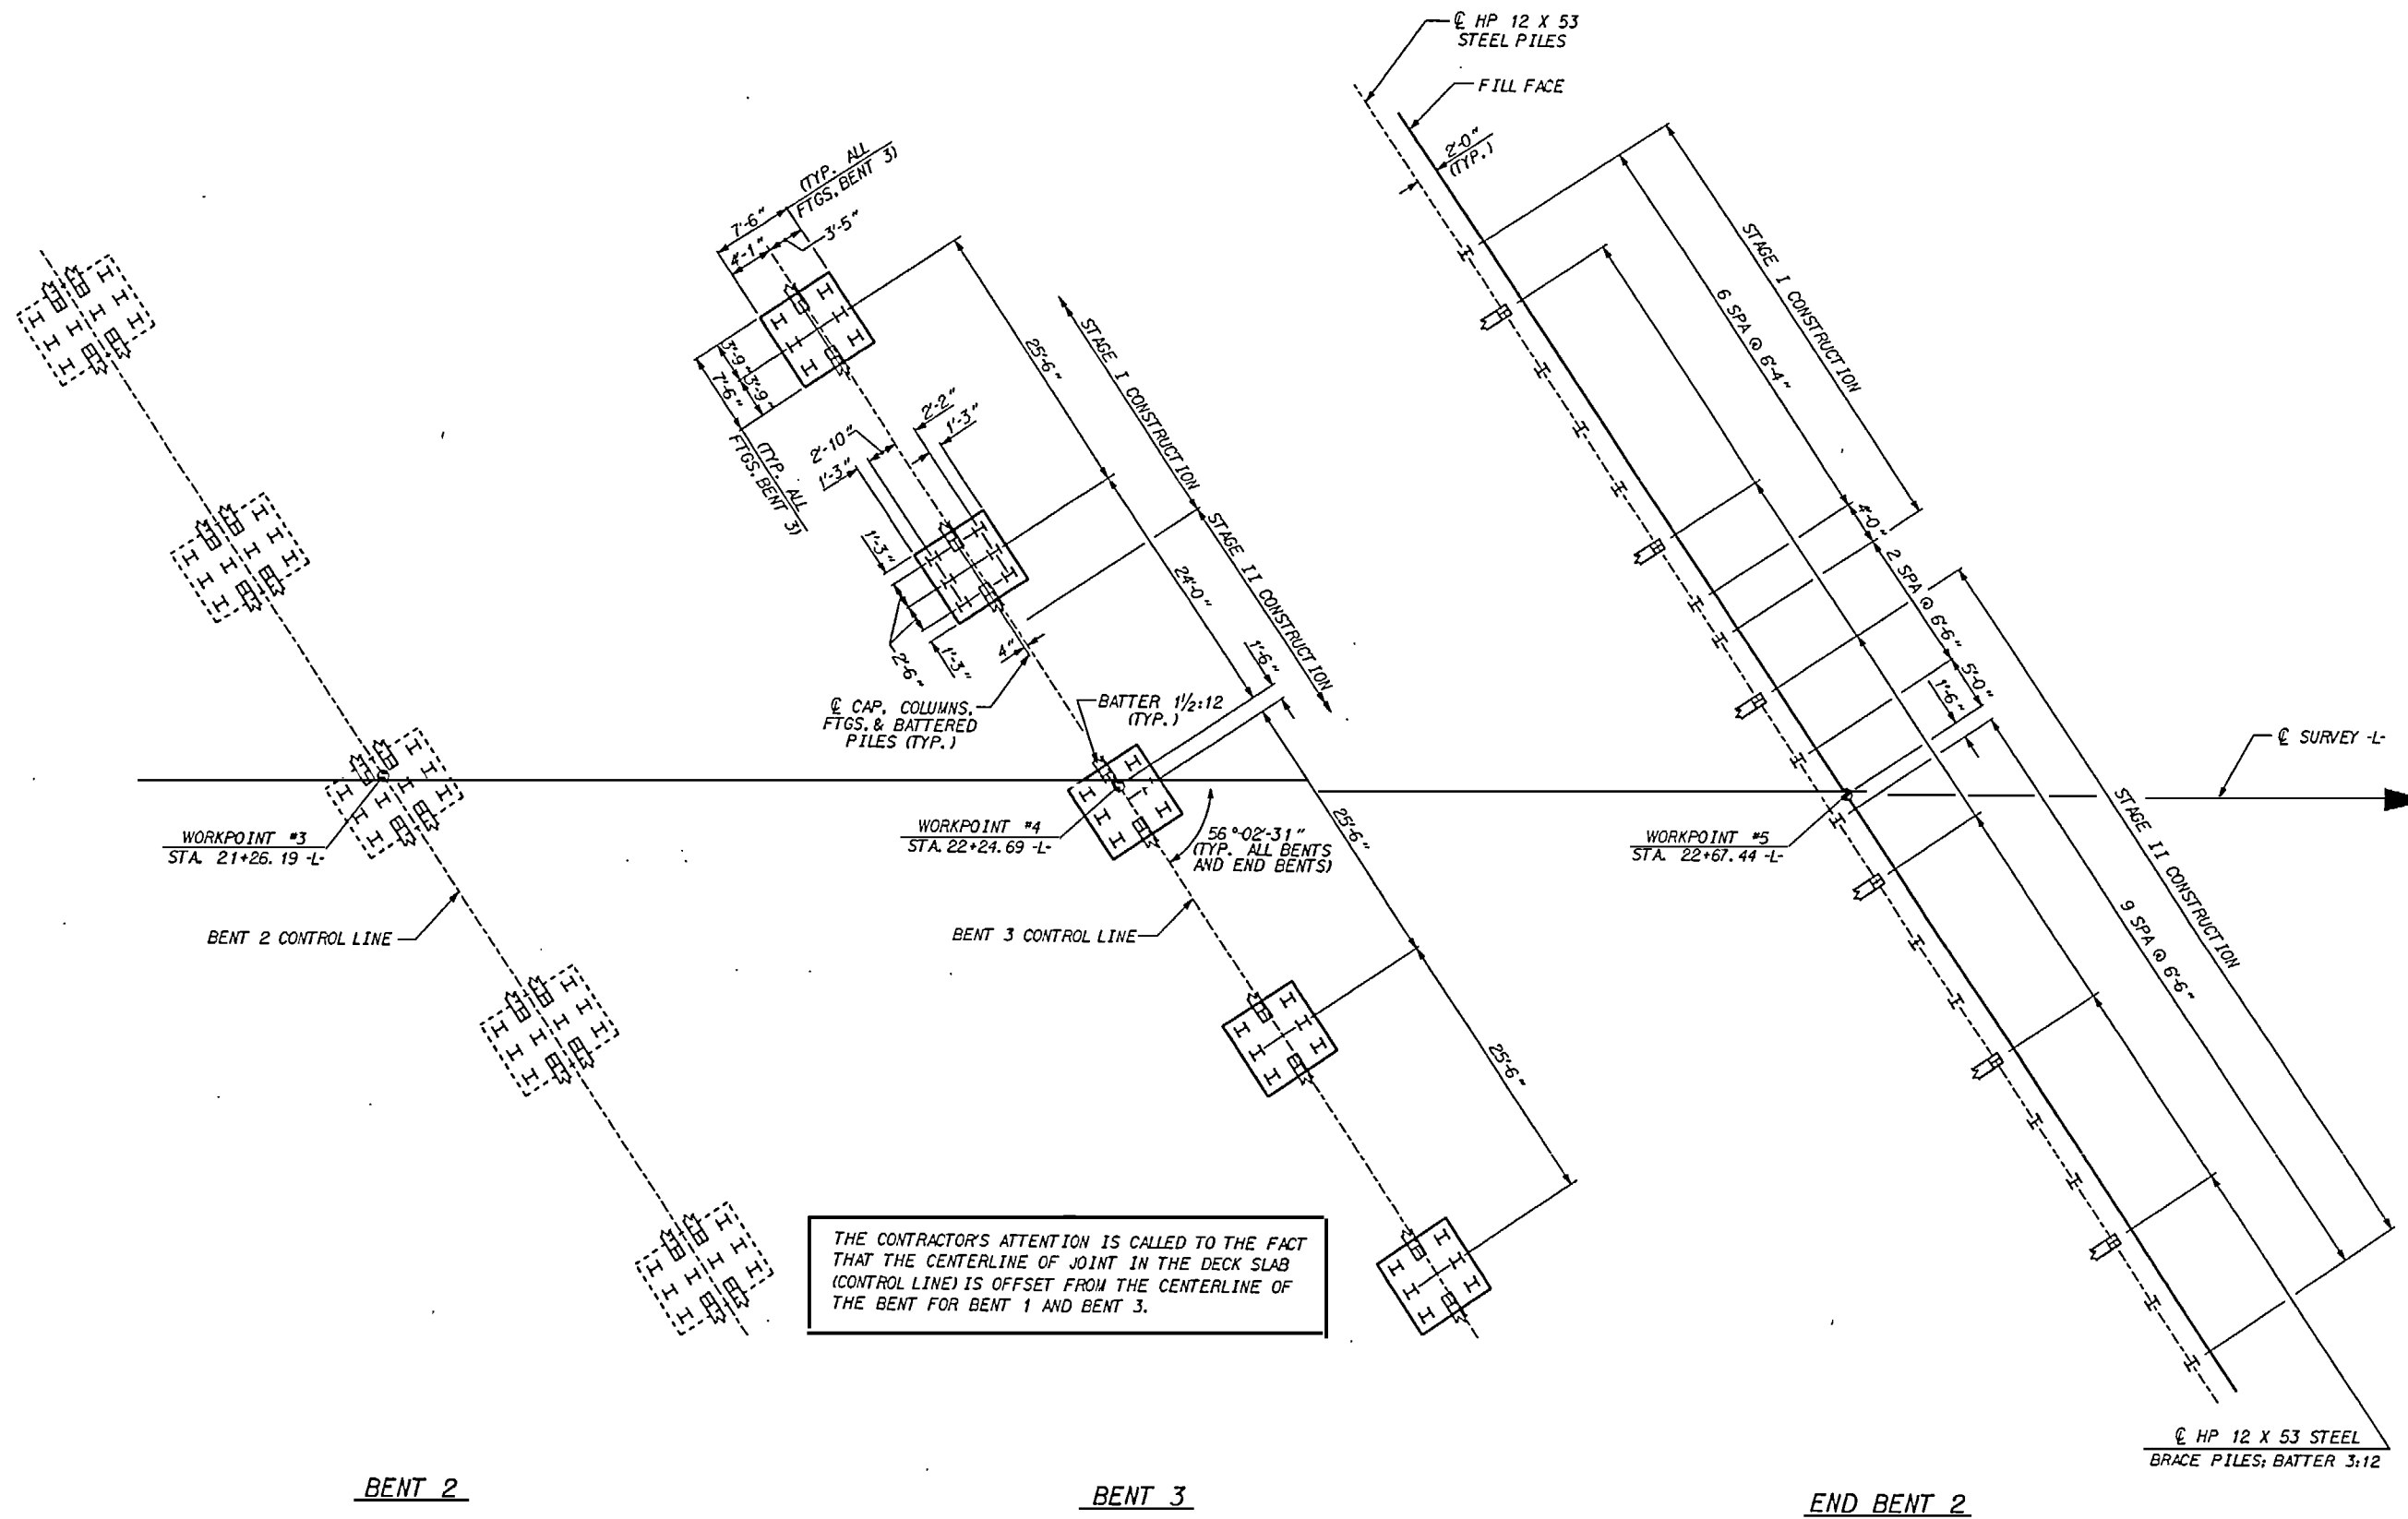 ℄ HP 12 X 53
STEEL PILES
FILL FACE
2'-0"
(TYP.)
(TYP. ALL
FTGS. BENT 3)
7'-6"
4'-1"
3'-5"
3'-9"
3'-9"
7'-6"
(TYP. ALL
FTGS. BENT 3)
25'-6"
STAGE I CONSTRUCTION
2'-2"
1'-3"
2'-10"
1'-3"
1'-3"
2'-6"
1'-3"
4"
24'-0"
STAGE II CONSTRUCTION
1'-6"
℄ CAP, COLUMNS,
FTGS. & BATTERED
PILES (TYP.)
BATTER 1½:12
(TYP.)
STAGE I CONSTRUCTION
6 SPA @ 6'-4"
4'-0"
2 SPA @ 6'-6"
5'-0"
1'-6"
℄ SURVEY -L-
WORKPOINT #3
STA. 21+26.19 -L-
WORKPOINT #4
STA. 22+24.69 -L-
56°-02'-31"
(TYP. ALL BENTS
AND END BENTS)
25'-6"
WORKPOINT #5
STA. 22+67.44 -L-
STAGE II CONSTRUCTION
9 SPA @ 6'-6"
BENT 2 CONTROL LINE
BENT 3 CONTROL LINE
25'-6"
THE CONTRACTOR'S ATTENTION IS CALLED TO THE FACT
THAT THE CENTERLINE OF JOINT IN THE DECK SLAB
(CONTROL LINE) IS OFFSET FROM THE CENTERLINE OF
THE BENT FOR BENT 1 AND BENT 3.
℄ HP 12 X 53 STEEL
BRACE PILES; BATTER 3:12
BENT 2
BENT 3
END BENT 2